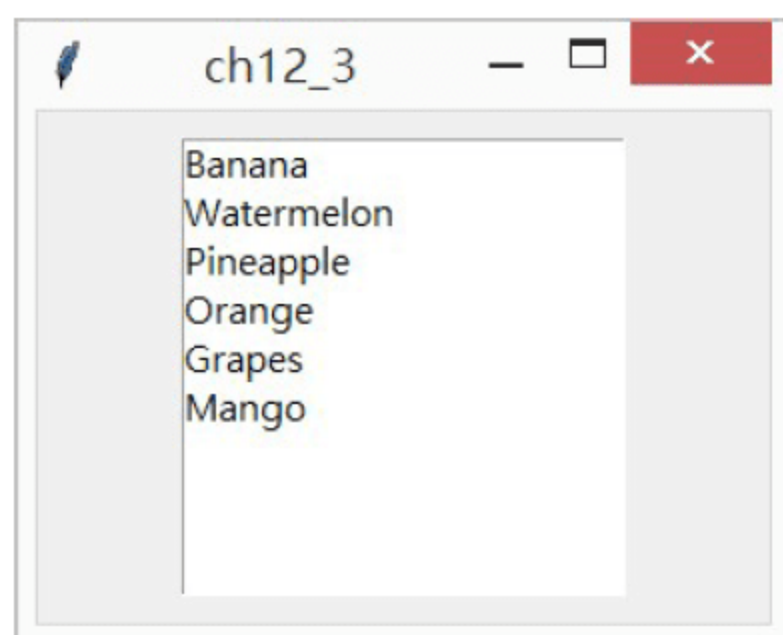 ch12_3
Banana
Watermelon
Pineapple
Orange
Grapes
Mango